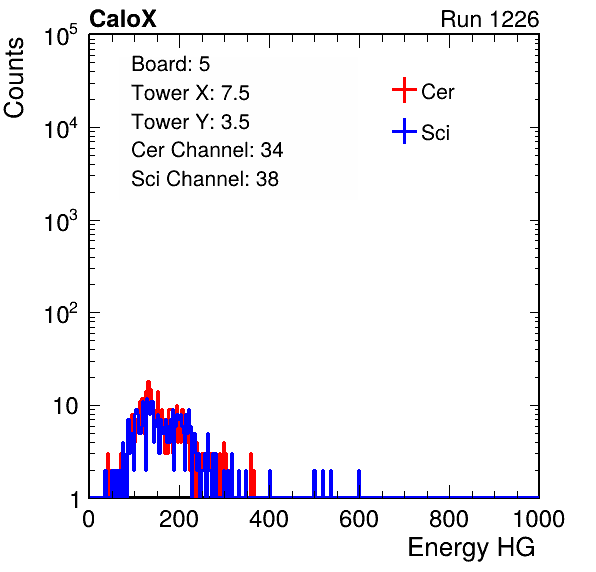 CaloX Run 1226
Counts
10^5
10^4
10^3
10^2
10
1
Board: 5
Tower X: 7.5
Tower Y: 3.5
Cer Channel: 34
Sci Channel: 38
Cer
Sci
0 200 400 600 800 1000
Energy HG